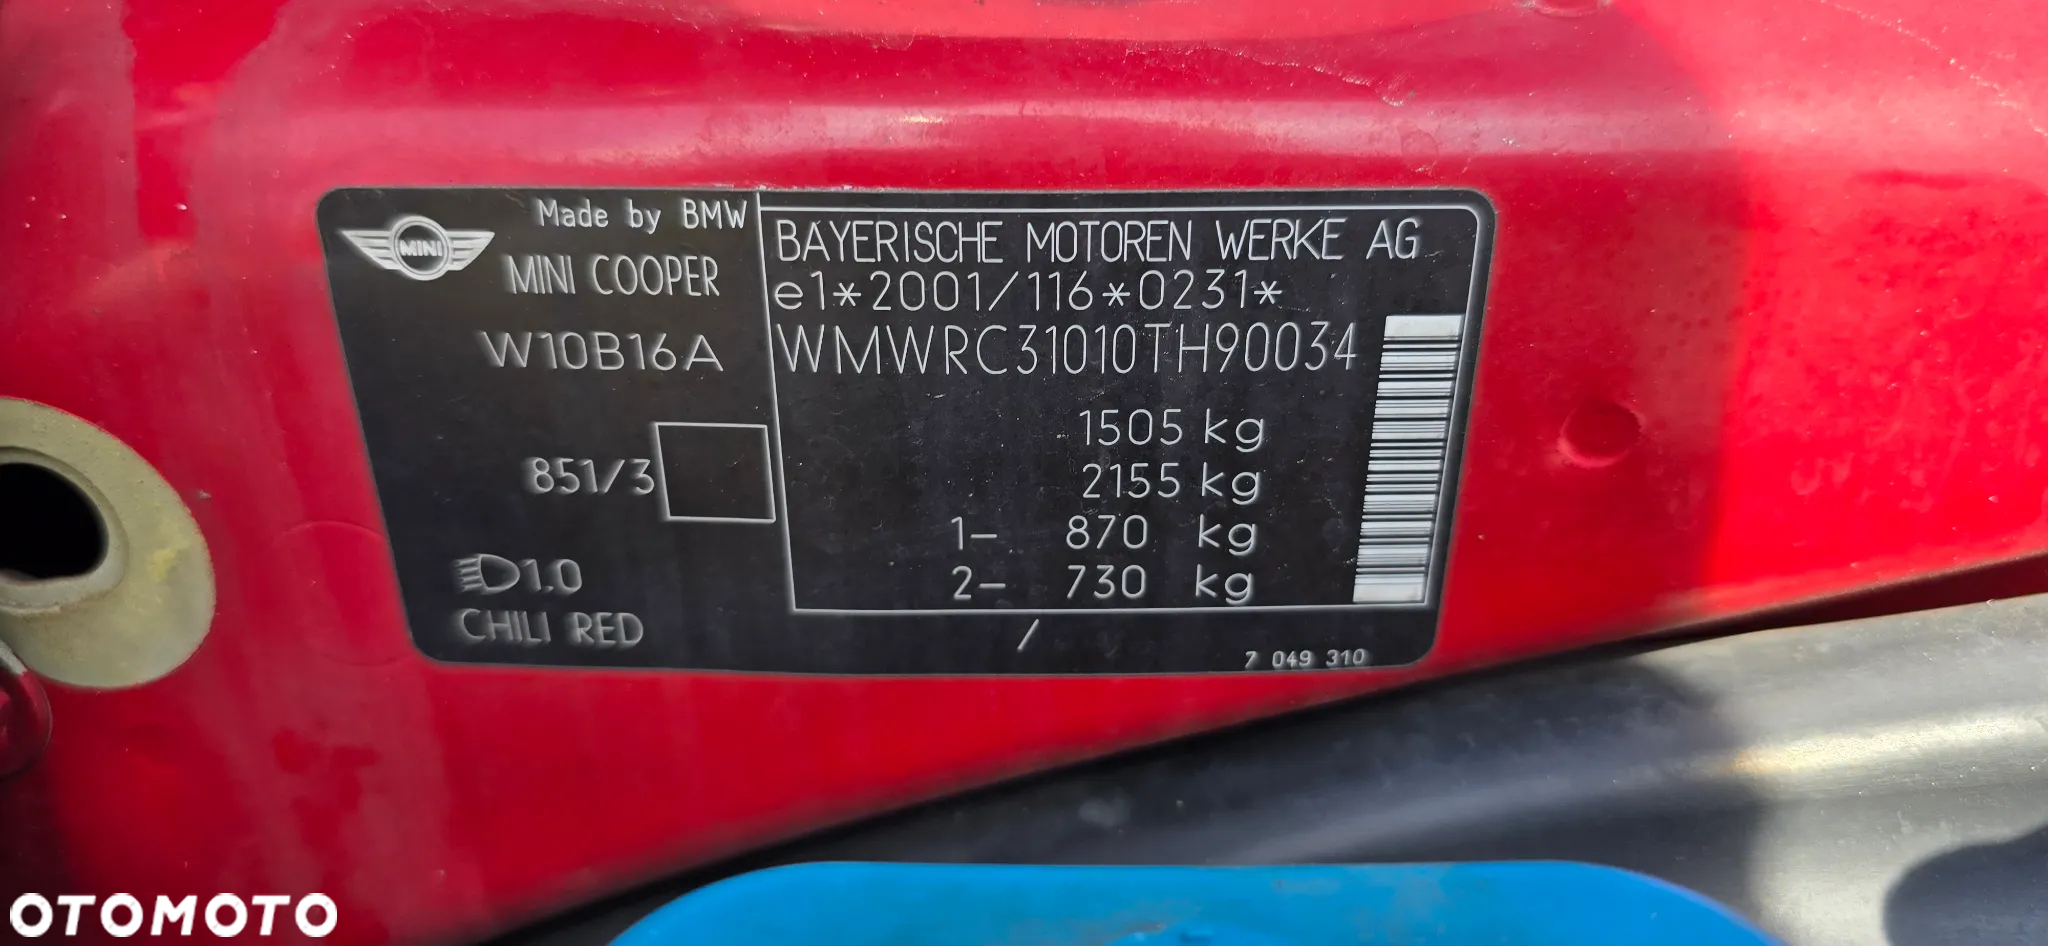 MINI
Made by BMW
MINI COOPER
W10B16A
851/3
1.0
CHILI RED
BAYERISCHE MOTOREN WERKE AG
e1*2001/116*0231*
WMWRC31010TH90034
1505 kg
2155 kg
1- 870 kg
2- 730 kg
/
7 049 310
OTOMOTO